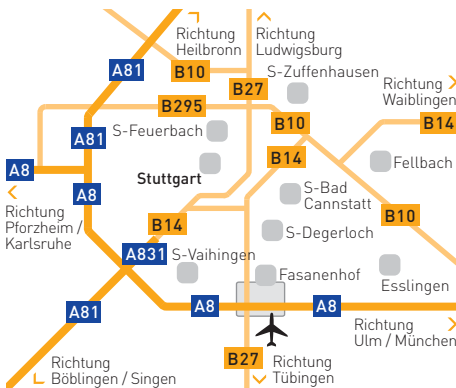 Richtung
Heilbronn
Richtung
Ludwigsburg
A81
B10
S-Zuffenhausen
B27
Richtung
Waiblingen
B295
A81
S-Feuerbach
B10
B14
B14
A8
Stuttgart
Fellbach
A8
S-Bad
Cannstatt
Richtung
Pforzheim /
Karlsruhe
B14
B10
S-Degerloch
A831
S-Vaihingen
Fasanenhof
Esslingen
A81
A8
A8
Richtung
Ulm / München
Richtung
Böblingen / Singen
B27
Richtung
Tübingen